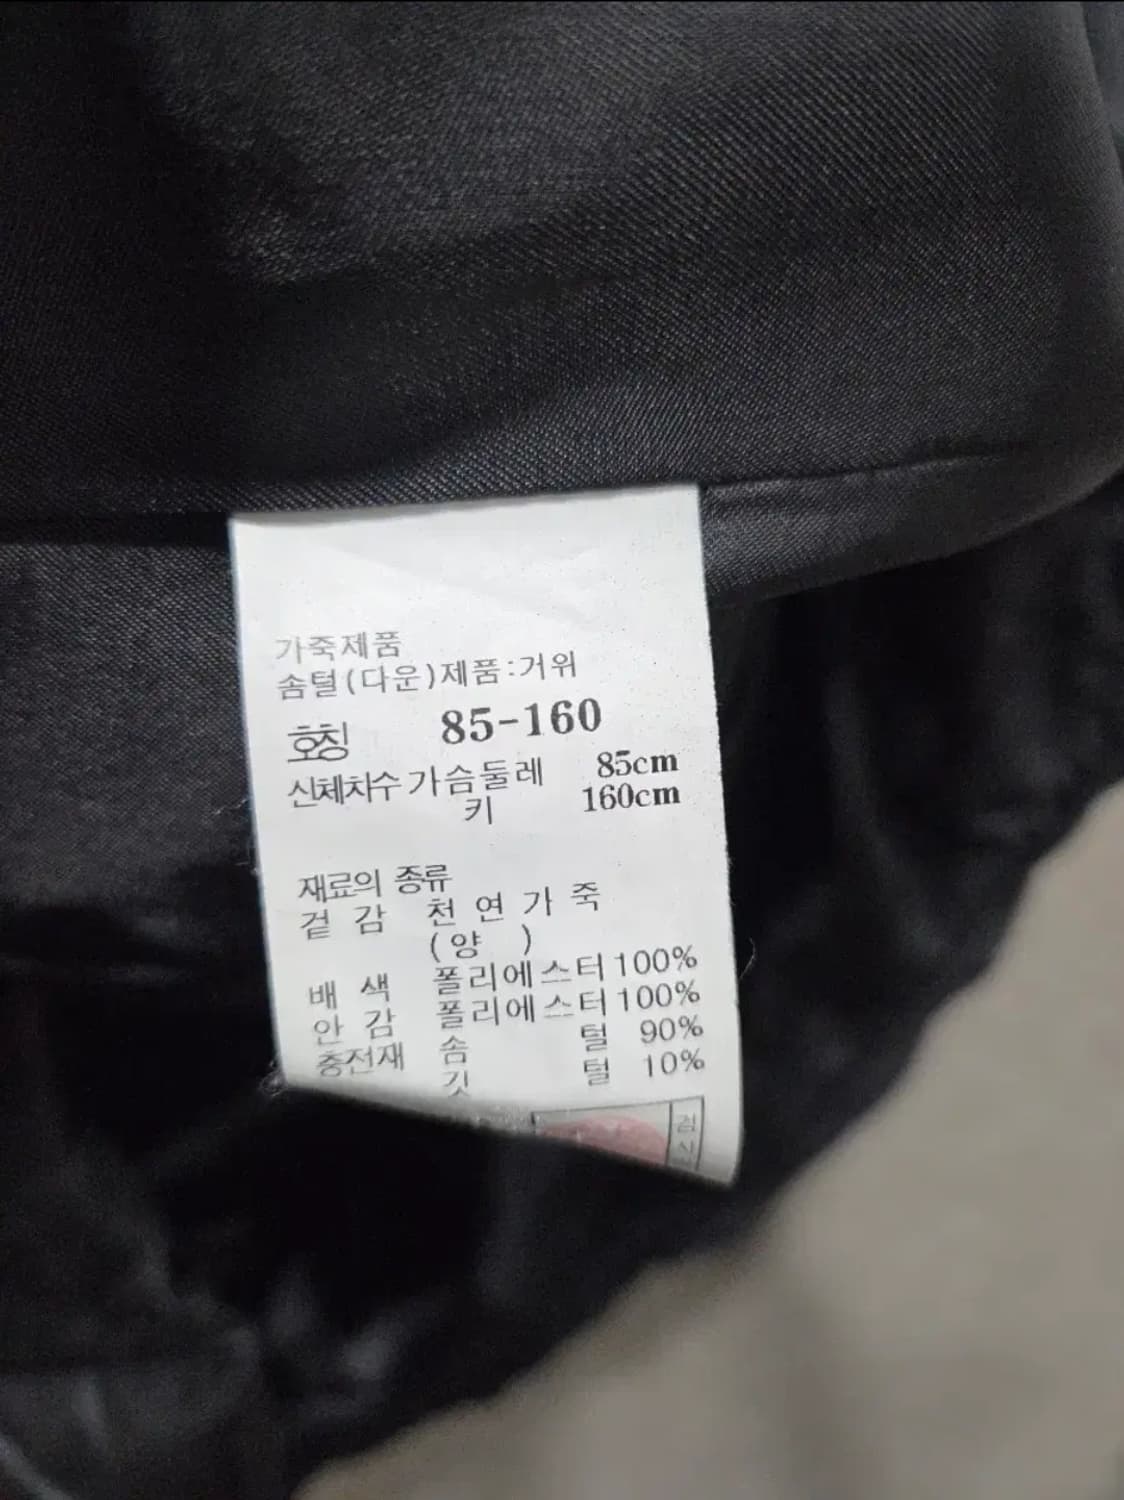 가죽제품
솜털(다운)제품:거위
호칭 85-160
신체치수 가슴둘레 85cm
키 160cm
재료의 종류
겉 감 천 연 가 죽
(양 )
배 색 폴리에스터 100%
안 감 폴리에스터 100%
충전재 솜 털 90%
깃 털 10%
검
사